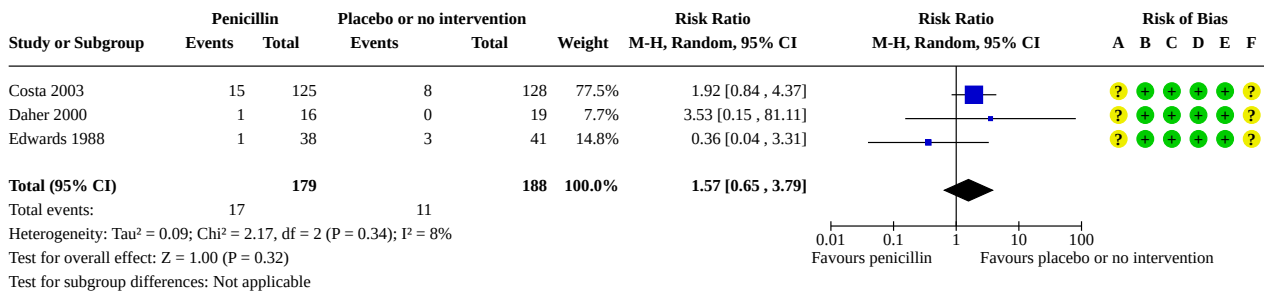 Penicillin Placebo or no intervention Risk Ratio Risk Ratio Risk of Bias
Study or Subgroup Events Total Events Total Weight M-H, Random, 95% CI M-H, Random, 95% CI A B C D E F
Costa 2003 15 125 8 128 77.5% 1.92 [0.84 , 4.37] ? + + + + ?
Daher 2000 1 16 0 19 7.7% 3.53 [0.15 , 81.11] ? + + + + ?
Edwards 1988 1 38 3 41 14.8% 0.36 [0.04 , 3.31] ? + + + + ?
Total (95% CI) 179 188 100.0% 1.57 [0.65 , 3.79]
Total events: 17 11
Heterogeneity: Tau² = 0.09; Chi² = 2.17, df = 2 (P = 0.34); I² = 8%
0.01 0.1 1 10 100
Test for overall effect: Z = 1.00 (P = 0.32) Favours penicillin Favours placebo or no intervention
Test for subgroup differences: Not applicable